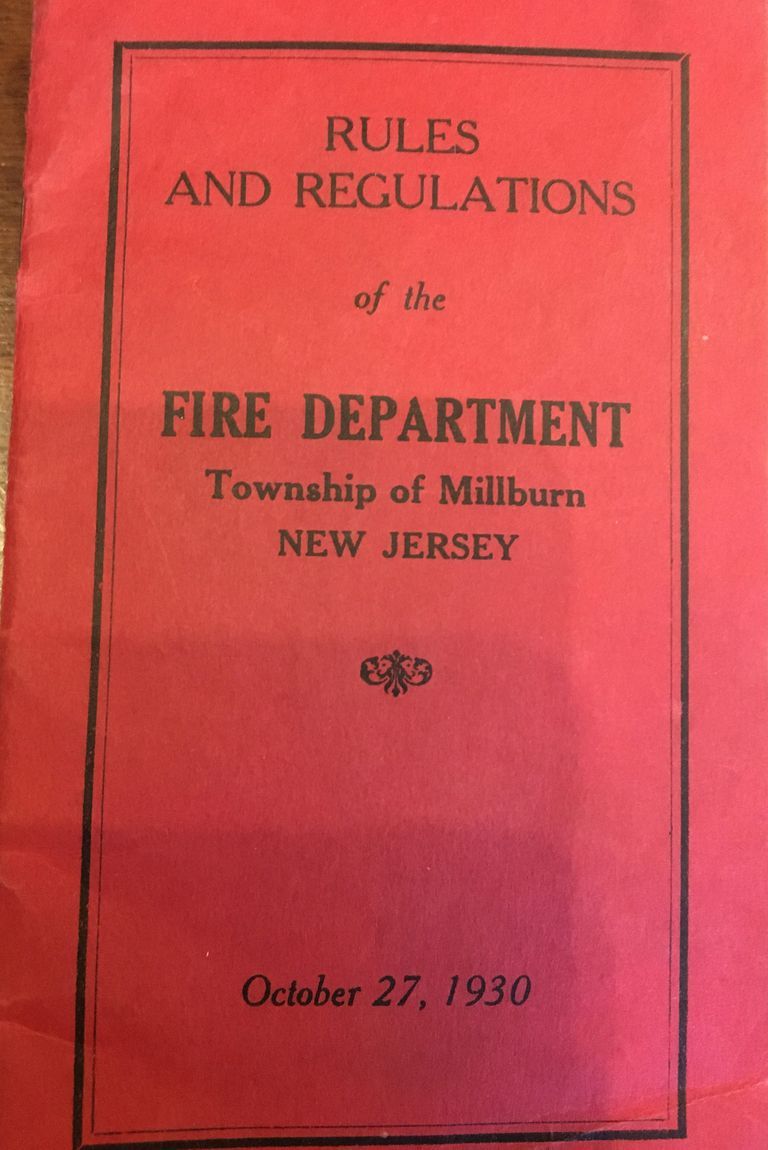 RULES
AND REGULATIONS
of the
FIRE DEPARTMENT
Township of Millburn
NEW JERSEY
October 27, 1930